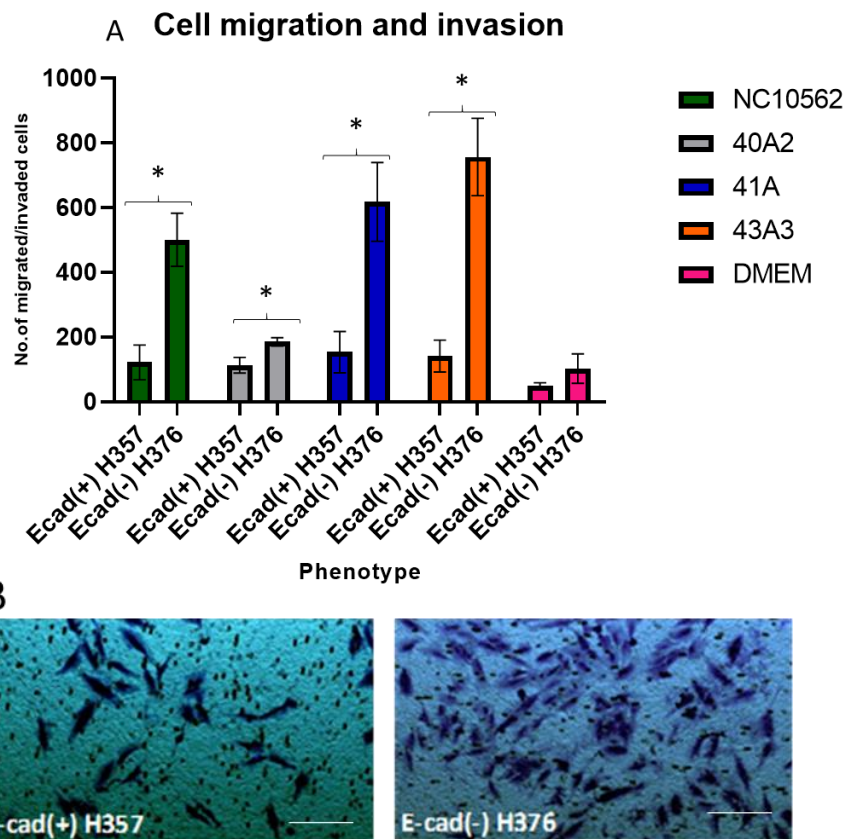 A Cell migration and invasion
*
*
*
*
1000
800
600
400
200
0
No.of migrated/invaded cells
NC10562
40A2
41A
43A3
DMEM
Ecad(+) H357
Ecad(-) H376
Ecad(+) H357
Ecad(-) H376
Ecad(+) H357
Ecad(-) H376
Ecad(+) H357
Ecad(-) H376
Ecad(+) H357
Ecad(-) H376
Phenotype
B
-cad(+) H357
E-cad(-) H376